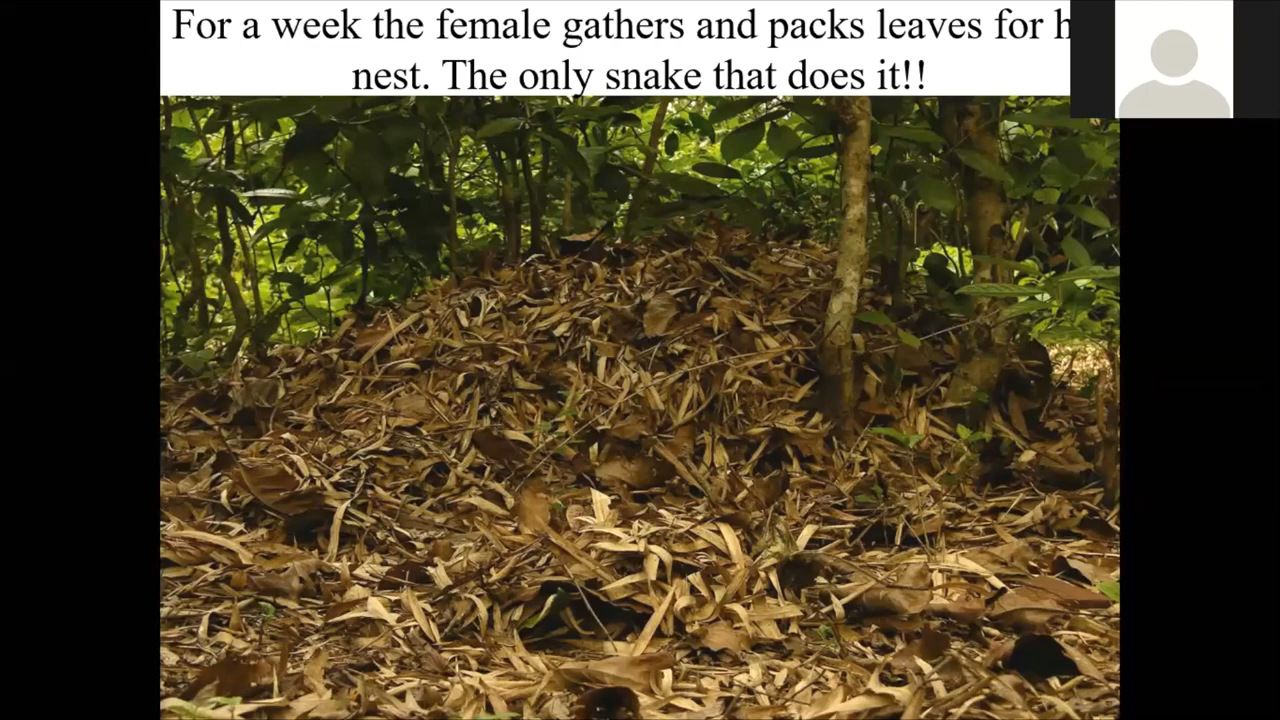 For a week the female gathers and packs leaves for
nest. The only snake that does it!!